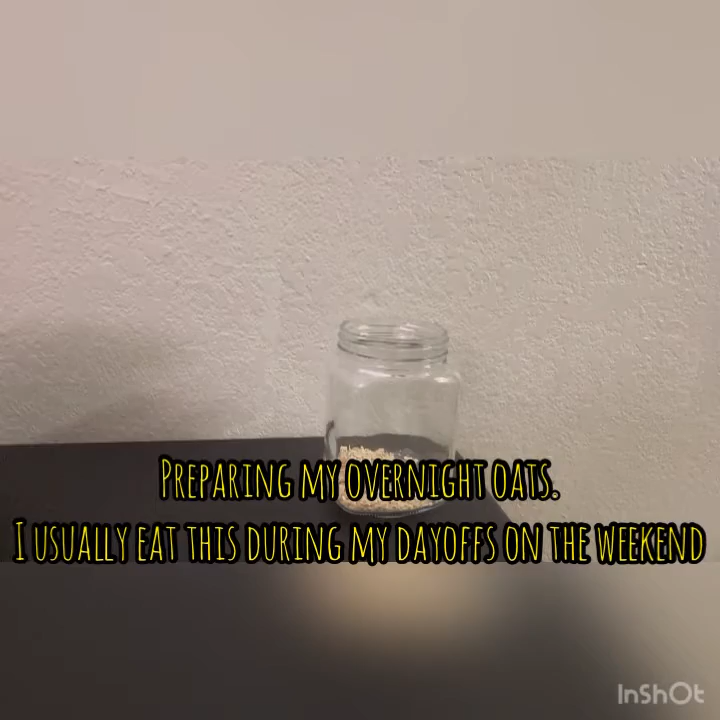 Preparing my overnight oats.
I usually eat this during my dayoffs on the weekend
InShOt